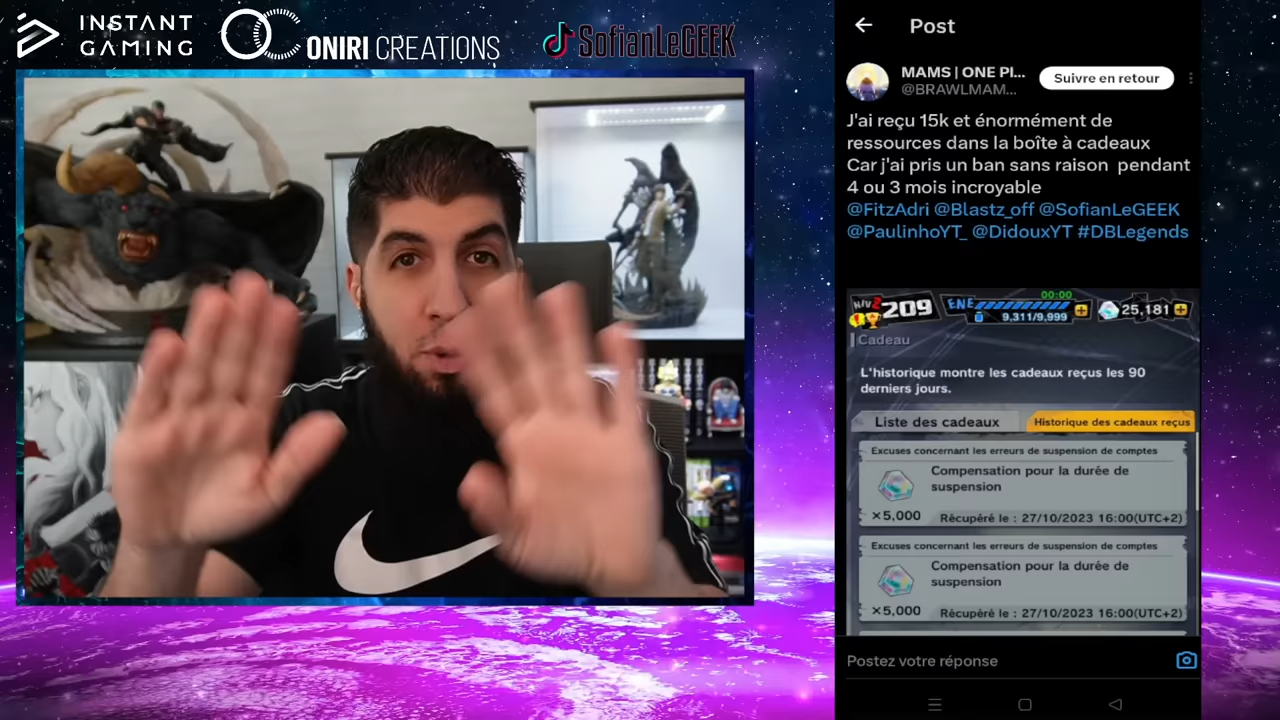 INSTANT
GAMING
ONIRI CREATIONS
SofianLeGEEK
Post
MAMS | ONE PI...
@BRAWLMAM...
Suivre en retour
J'ai reçu 15k et énormément de
ressources dans la boîte à cadeaux
Car j'ai pris un ban sans raison pendant
4 ou 3 mois incroyable
@FitzAdri @Blastz_off @SofianLeGEEK
@PaulinhoYT_ @DidouxYT #DBLegends
NIV 209
ENE
00:00
9,311/9,999
25,181
Cadeau
L'historique montre les cadeaux reçus les 90
derniers jours.
Liste des cadeaux
Historique des cadeaux reçus
Excuses concernant les erreurs de suspension de comptes
Compensation pour la durée de
suspension
×5,000
Récupéré le : 27/10/2023 16:00(UTC+2)
Excuses concernant les erreurs de suspension de comptes
Compensation pour la durée de
suspension
×5,000
Récupéré le : 27/10/2023 16:00(UTC+2)
Postez votre réponse